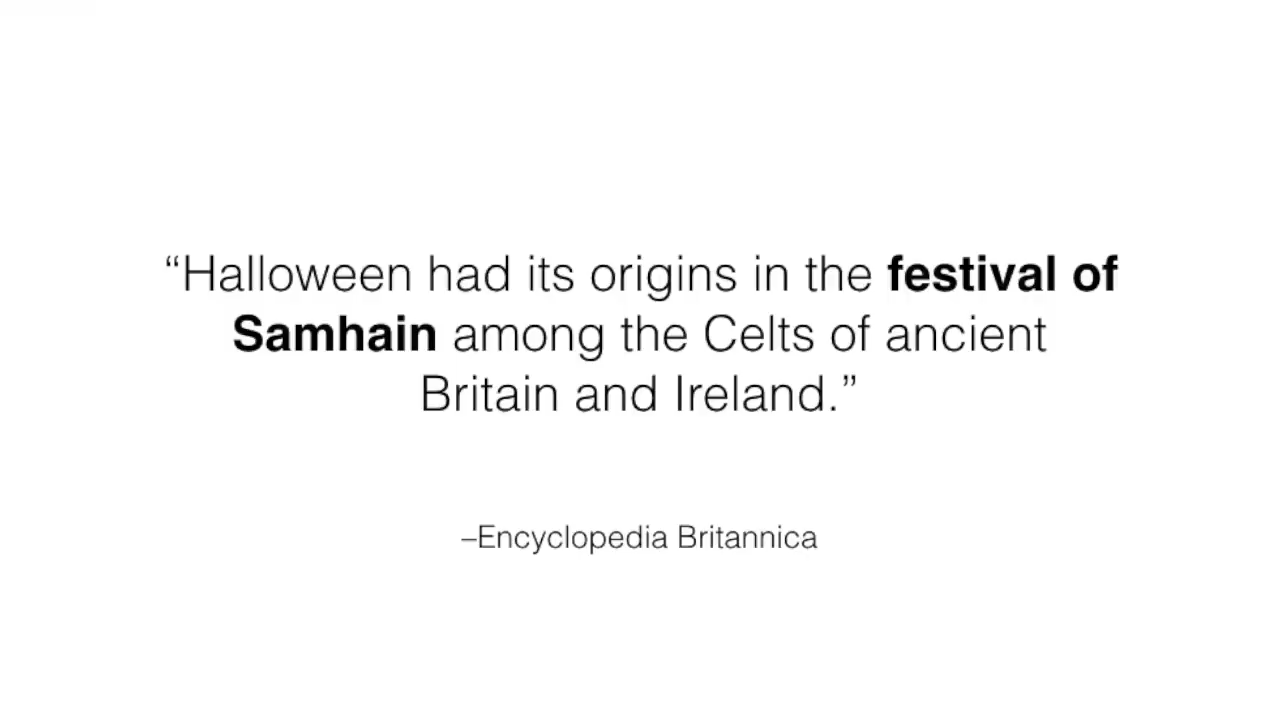 “Halloween had its origins in the festival of
Samhain among the Celts of ancient
Britain and Ireland.”
–Encyclopedia Britannica